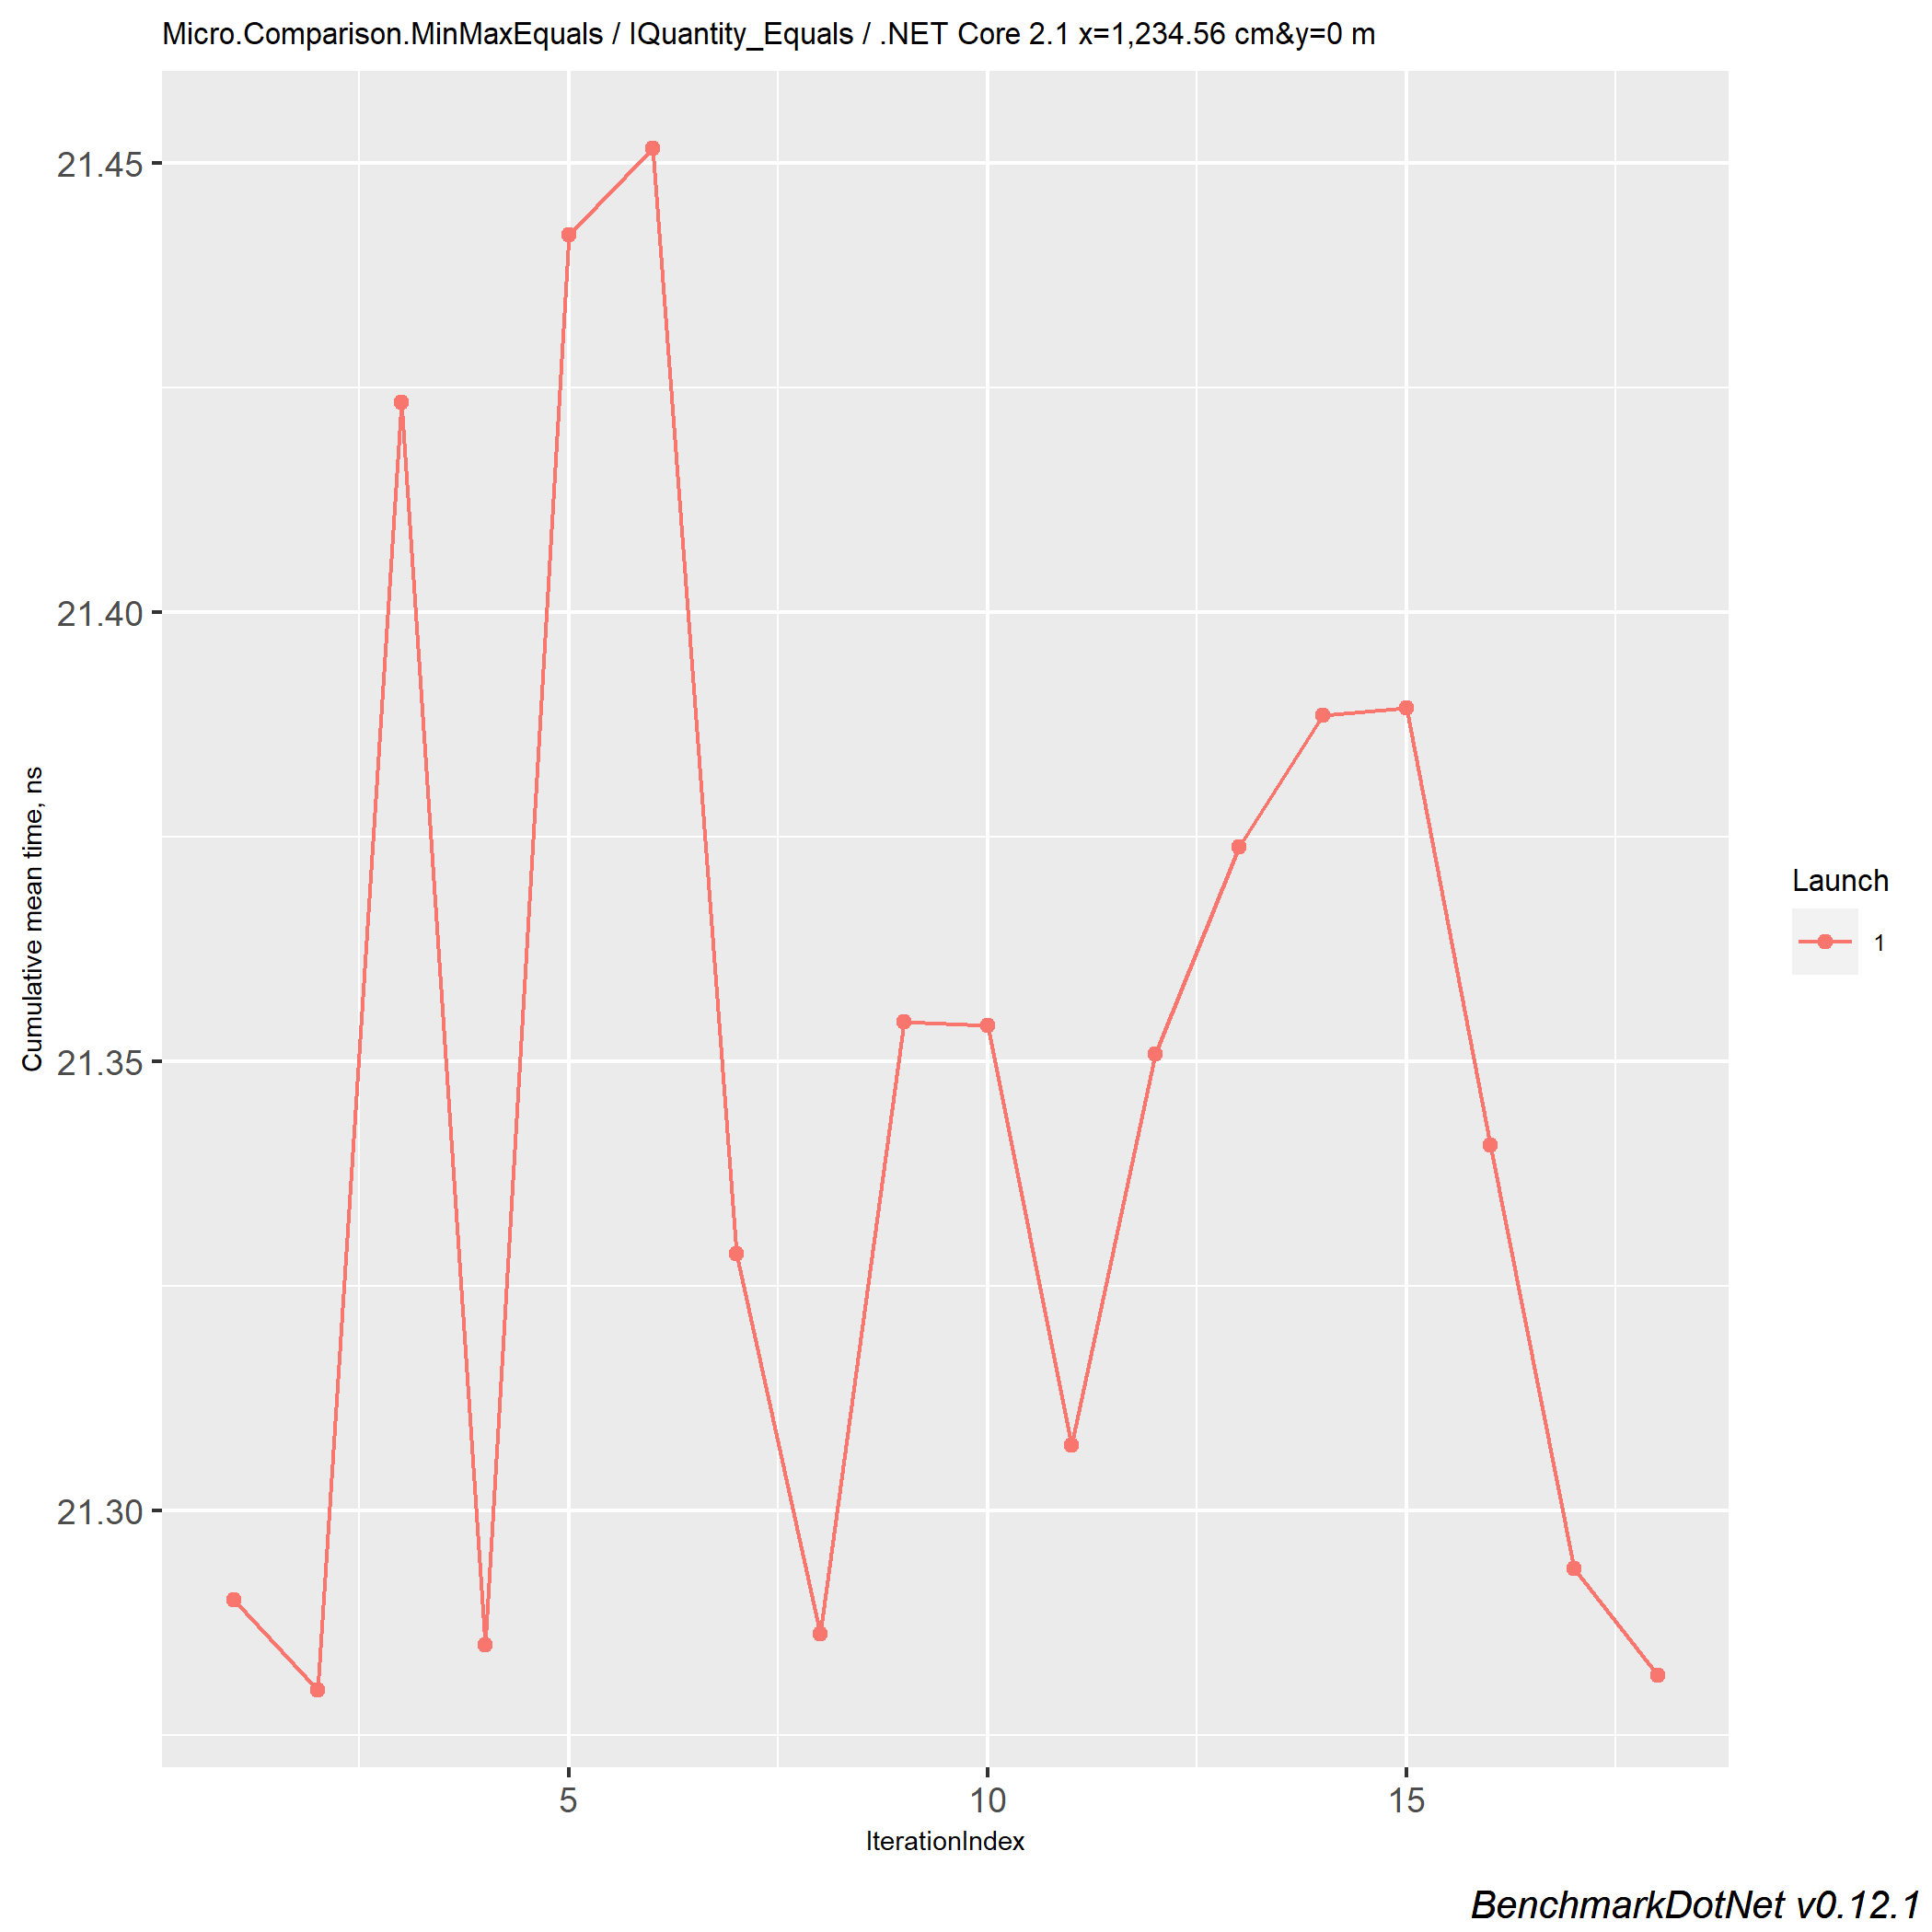 Micro.Comparison.MinMaxEquals / IQuantity_Equals / .NET Core 2.1 x=1,234.56 cm&y=0 m
21.45
21.40
21.35
21.30
Cumulative mean time, ns
5
10
15
IterationIndex
Launch
1
BenchmarkDotNet v0.12.1